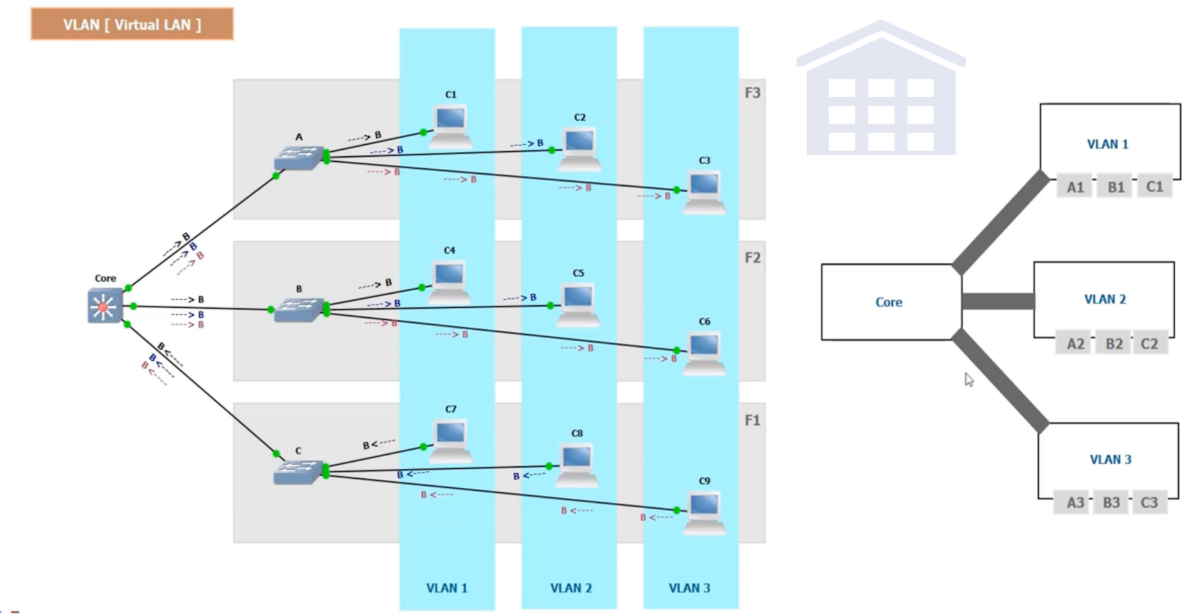 VLAN [ Virtual LAN ]
F3
C1
C2
C3
A
----> B
----> B
----> B
----> B
----> B
----> B
----> B
----> B
----> B
----> B
F2
C4
C5
C6
Core
B
----> B
----> B
----> B
----> B
----> B
----> B
----> B
----> B
----> B
----> B
F1
C7
C8
C9
C
B <----
B <----
B <----
B <----
B <----
B <----
B <----
B <----
B <----
VLAN 1
VLAN 2
VLAN 3
VLAN 1
A1 B1 C1
Core
VLAN 2
A2 B2 C2
VLAN 3
A3 B3 C3